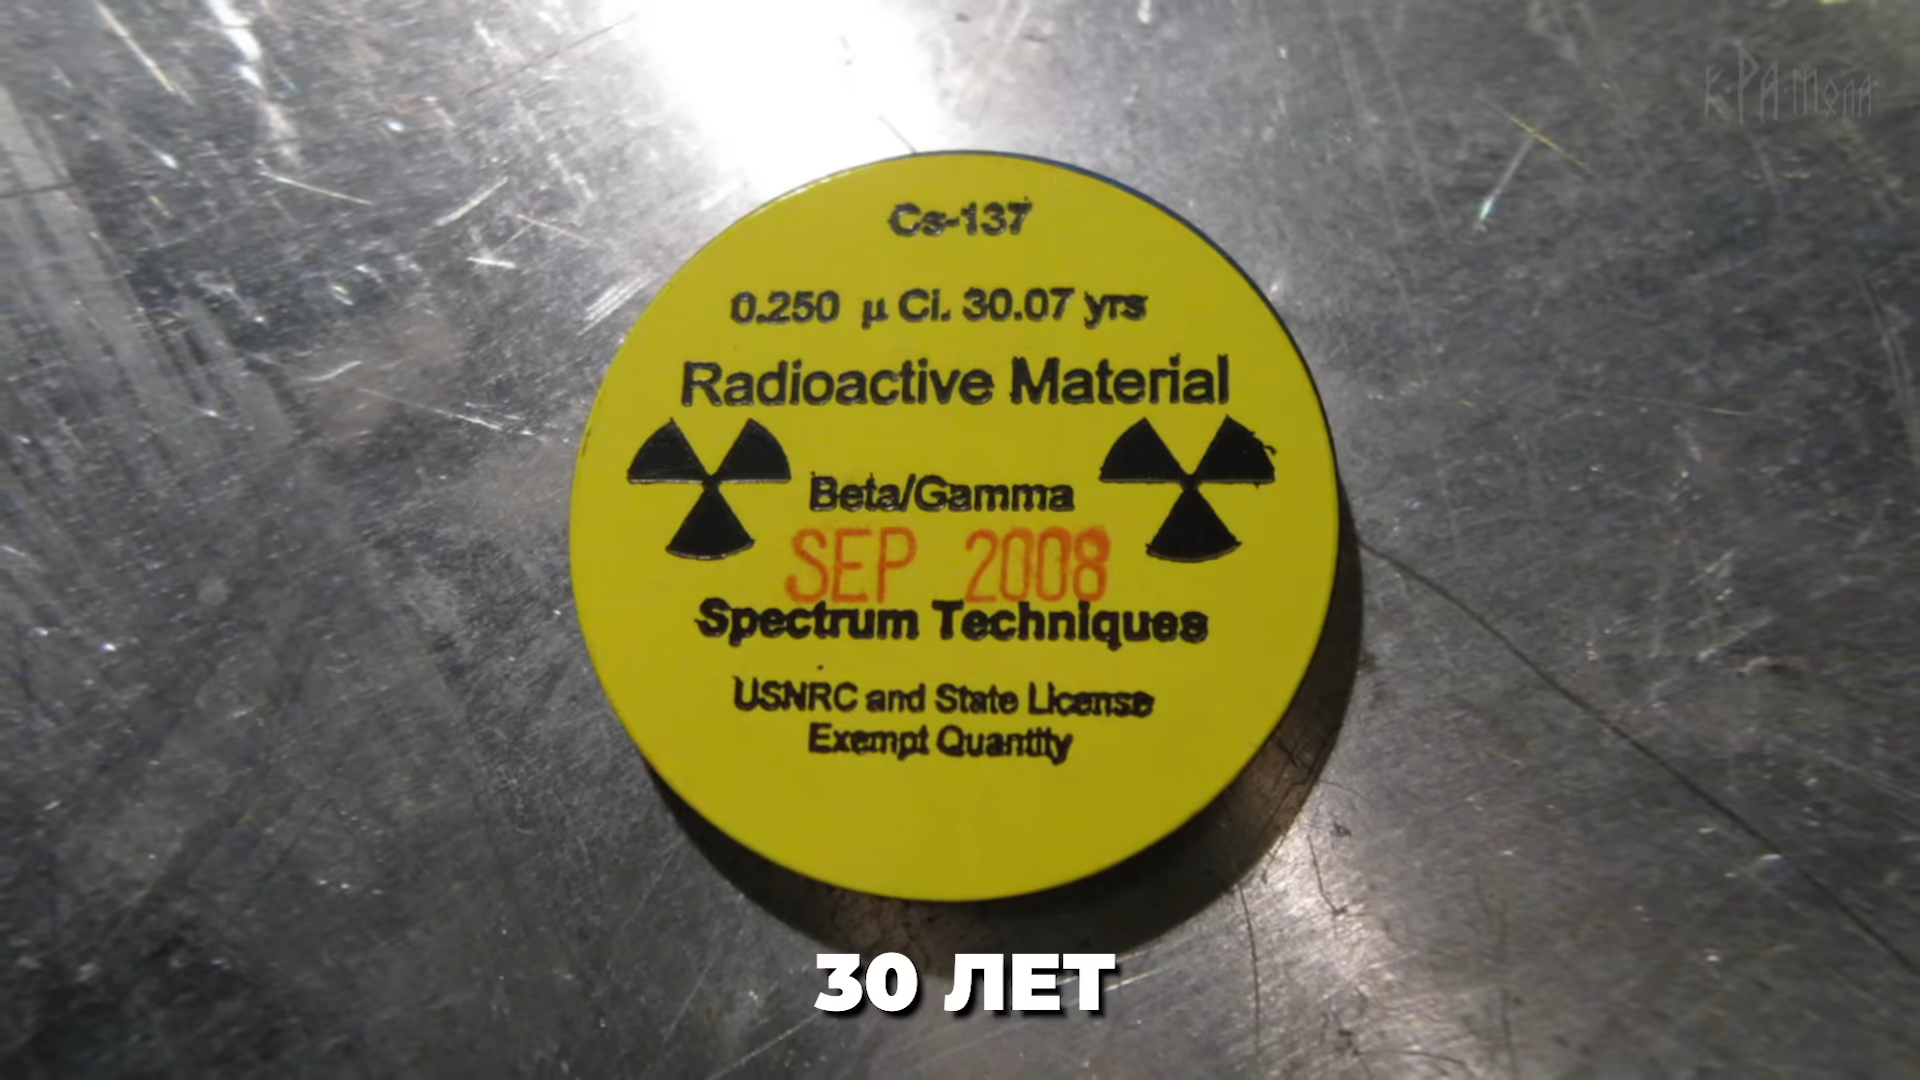 КРАМОЛА
Cs-137
0.250 µ Ci. 30.07 yrs
Radioactive Material
Beta/Gamma
SEP 2008
Spectrum Techniques
USNRC and State License
Exempt Quantity
30 ЛЕТ